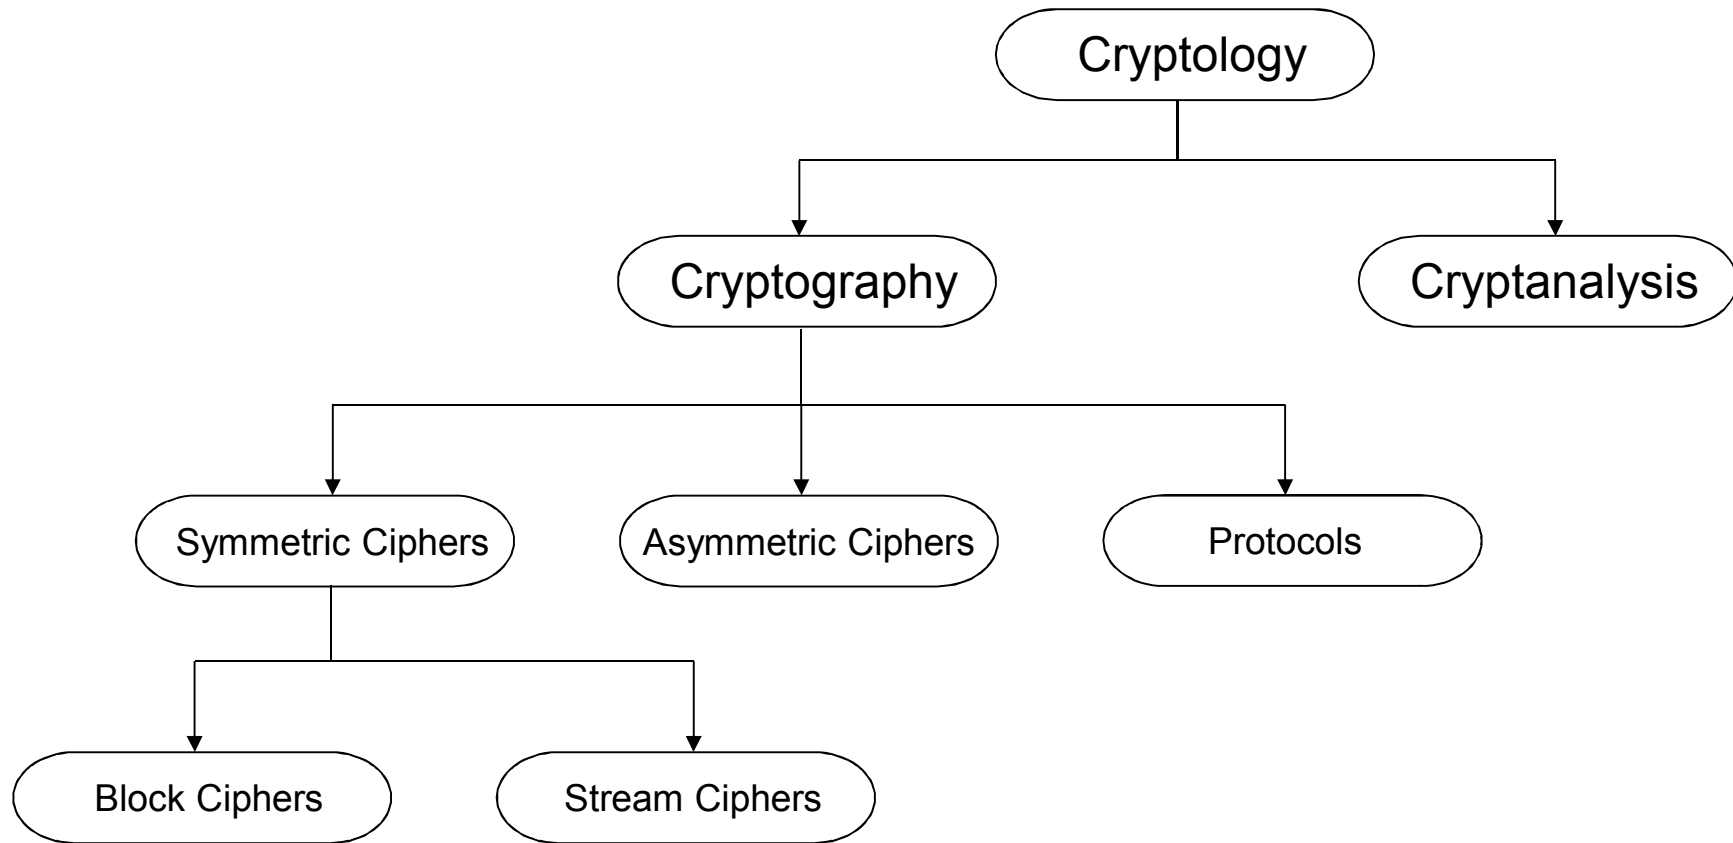 Cryptology
Cryptography
Cryptanalysis
Symmetric Ciphers
Asymmetric Ciphers
Protocols
Block Ciphers
Stream Ciphers